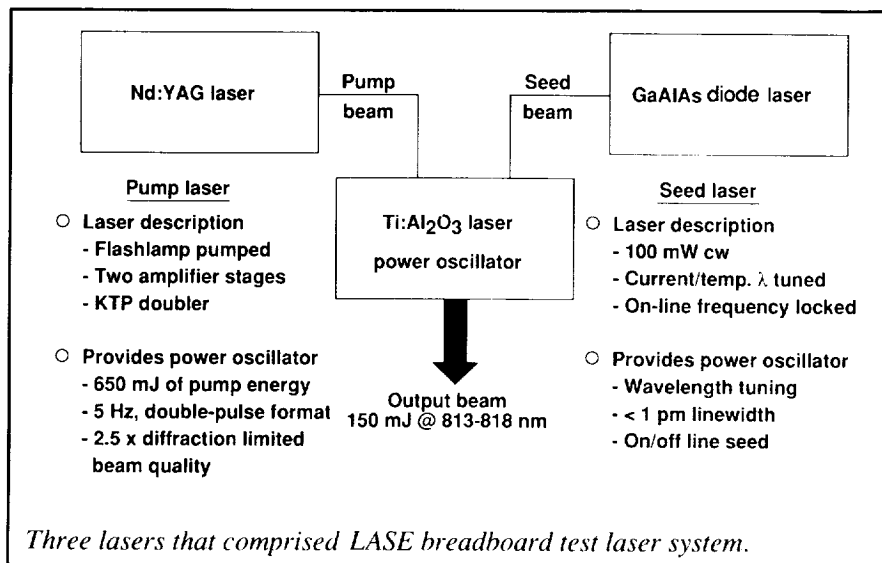 Nd:YAG laser
Pump
beam
Seed
beam
GaAlAs diode laser
Ti:Al₂O₃ laser
power oscillator
Pump laser
○ Laser description
- Flashlamp pumped
- Two amplifier stages
- KTP doubler
○ Provides power oscillator
- 650 mJ of pump energy
- 5 Hz, double-pulse format
- 2.5 x diffraction limited
beam quality
Output beam
150 mJ @ 813-818 nm
Seed laser
○ Laser description
- 100 mW cw
- Current/temp. λ tuned
- On-line frequency locked
○ Provides power oscillator
- Wavelength tuning
- < 1 pm linewidth
- On/off line seed
Three lasers that comprised LASE breadboard test laser system.